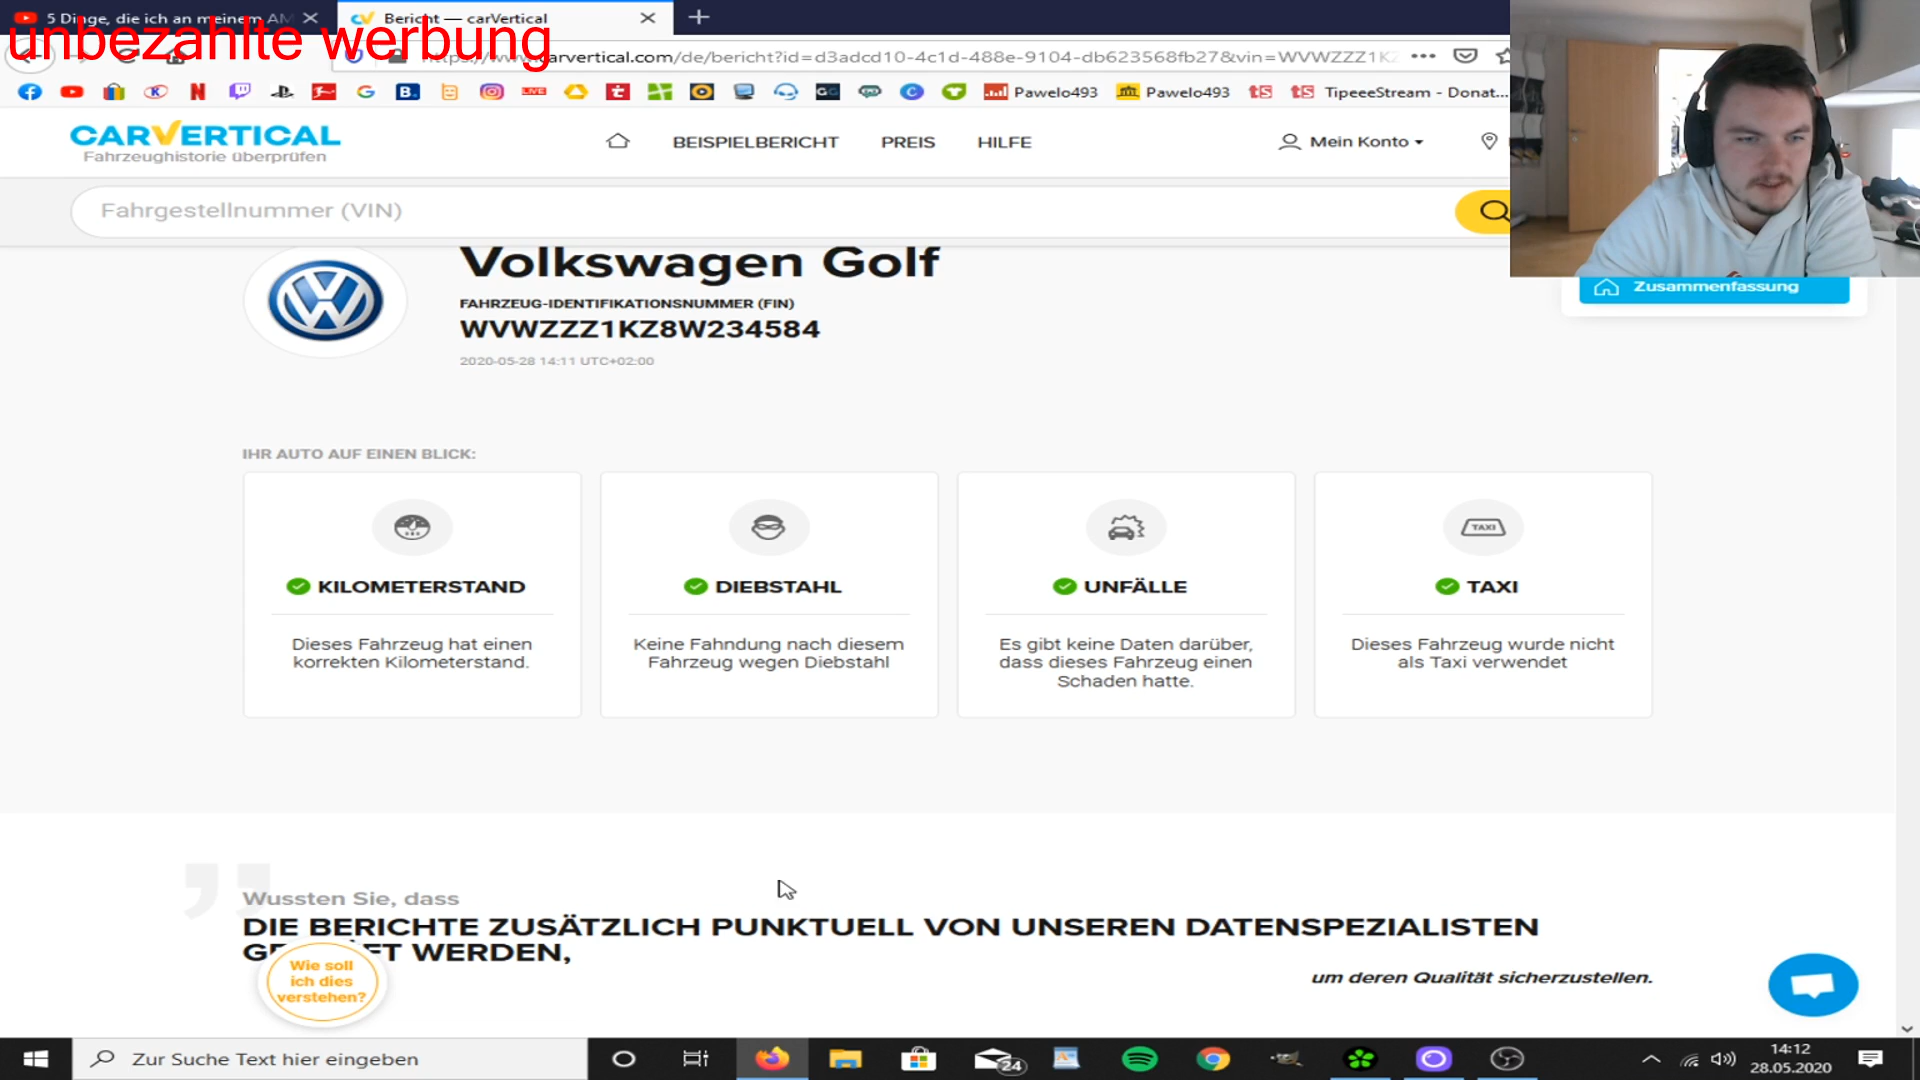 5 Dinge, die ich an meinem AM
Bericht — carVertical
unbezahlte werbung
carvertical.com/de/bericht?id=d3adcd10-4c1d-488e-9104-db623568fb27&vin=WVWZZZ1KZ
Pawelo493
Pawelo493
TipeeeStream - Donat...
CARVERTICAL
Fahrzeughistorie überprüfen
BEISPIELBERICHT
PREIS
HILFE
Mein Konto
Fahrgestellnummer (VIN)
Volkswagen Golf
FAHRZEUG-IDENTIFIKATIONSNUMMER (FIN)
WVWZZZ1KZ8W234584
2020-05-28 14:11 UTC+02:00
Zusammenfassung
IHR AUTO AUF EINEN BLICK:
KILOMETERSTAND
Dieses Fahrzeug hat einen
korrekten Kilometerstand.
DIEBSTAHL
Keine Fahndung nach diesem
Fahrzeug wegen Diebstahl
UNFÄLLE
Es gibt keine Daten darüber,
dass dieses Fahrzeug einen
Schaden hatte.
TAXI
TAXI
Dieses Fahrzeug wurde nicht
als Taxi verwendet
Wussten Sie, dass
DIE BERICHTE ZUSÄTZLICH PUNKTUELL VON UNSEREN DATENSPEZIALISTEN
WERDEN,
um deren Qualität sicherzustellen.
Wie soll
ich dies
verstehen?
Zur Suche Text hier eingeben
24
14:12
28.05.2020